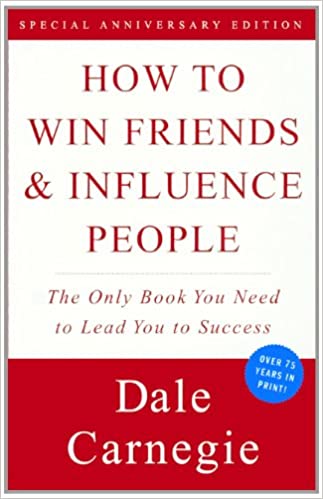 SPECIAL ANNIVERSARY EDITION
HOW TO
WIN FRIENDS
& INFLUENCE
PEOPLE
The Only Book You Need
to Lead You to Success
OVER 75
YEARS IN
PRINT!
Dale
Carnegie